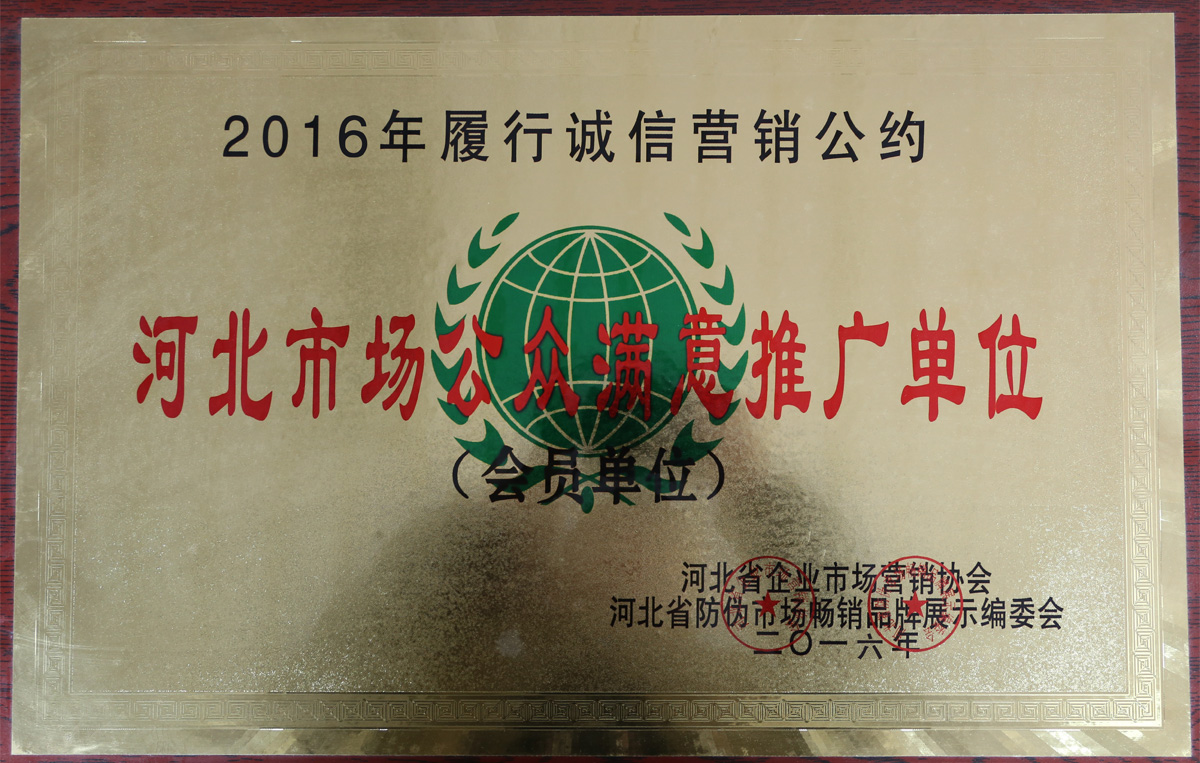 2016年履行诚信营销公约
河北市场公众满意推广单位
（会员单位）
河北省企业市场营销协会
河北省防伪市场畅销品牌展示编委会
二〇一六年